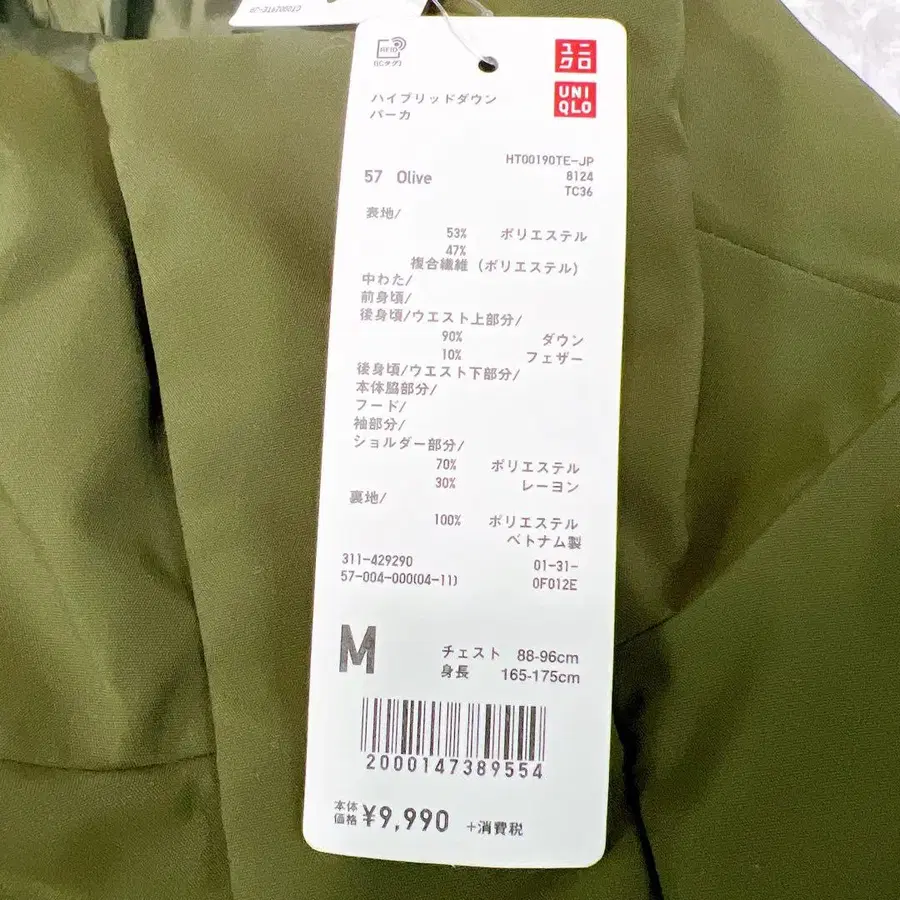 RFID
(ICタグ)
ユニ
クロ
UNI
QLO
ハイブリッドダウン
パーカ
HT00190TE-JP
57 Olive
8124
TC36
表地/
53% ポリエステル
47%
複合繊維(ポリエステル)
中わた/
前身頃/
後身頃/ウエスト上部分/
90% ダウン
10% フェザー
後身頃/ウエスト下部分/
本体脇部分/
フード/
袖部分/
ショルダー部分/
70% ポリエステル
30% レーヨン
裏地/
100% ポリエステル
ベトナム製
311-429290 01-31-
57-004-000(04-11) 0F012E
M
チェスト 88-96cm
身長 165-175cm
2000147389554
本体
価格 ¥9,990 +消費税